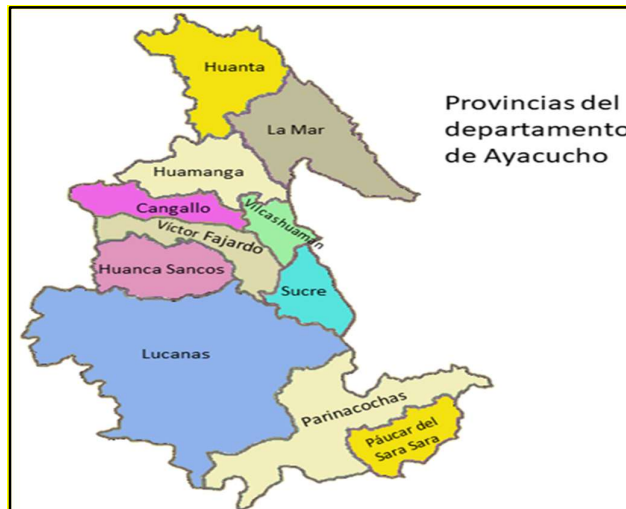 Huanta
La Mar
Provincias del
departamento
de Ayacucho
Huamanga
Cangallo
Vilcashuamán
Víctor Fajardo
Huanca Sancos
Sucre
Lucanas
Parinacochas
Páucar del
Sara Sara